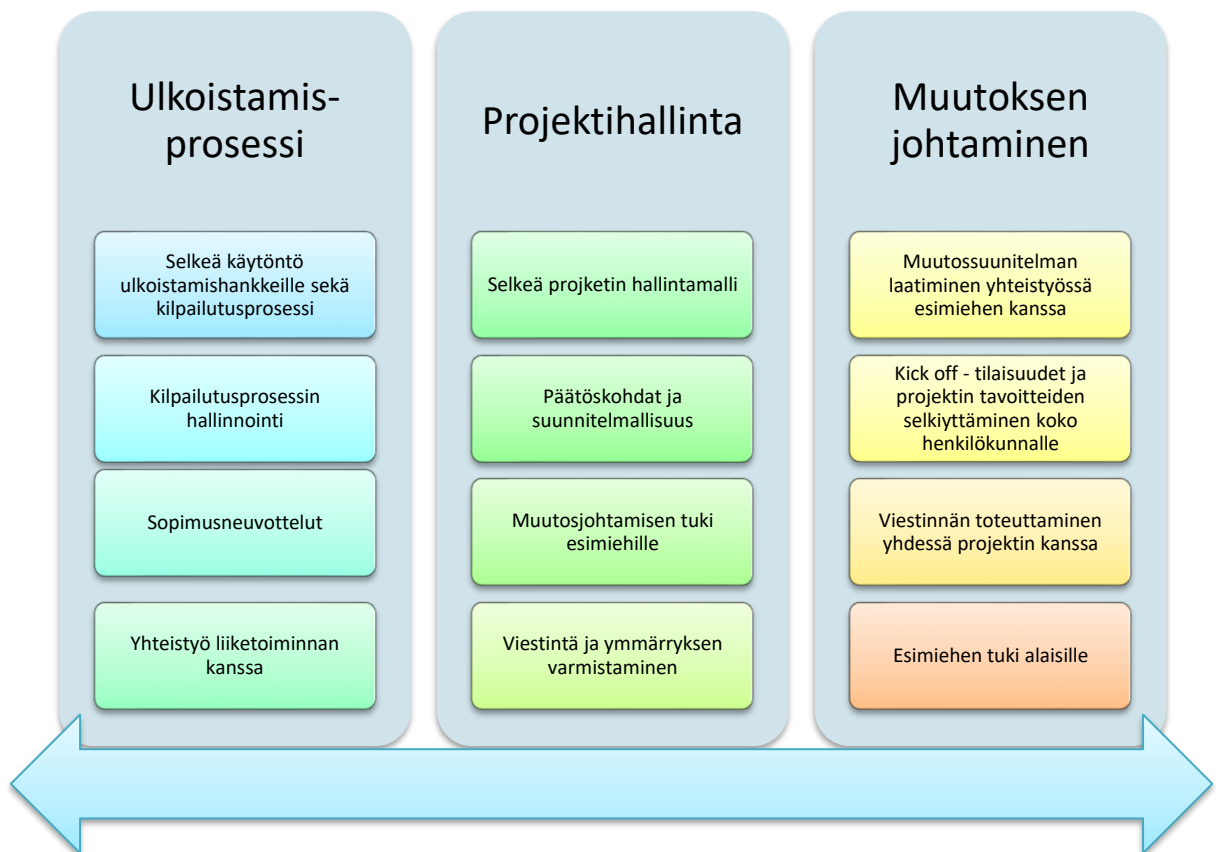 Ulkoistamis-
prosessi
Selkeä käytöntö
ulkoistamishankkeille sekä
kilpailutusprosessi
Kilpailutusprosessin
hallinnointi
Sopimusneuvottelut
Yhteistyö liiketoiminnan
kanssa
Projektihallinta
Selkeä projketin hallintamalli
Päätöskohdat ja
suunnitelmallisuus
Muutosjohtamisen tuki
esimiehille
Viestintä ja ymmärryksen
varmistaminen
Muutoksen
johtaminen
Muutossuunitelman
laatiminen yhteistyössä
esimiehen kanssa
Kick off - tilaisuudet ja
projektin tavoitteiden
selkiyttäminen koko
henkilökunnalle
Viestinnän toteuttaminen
yhdessä projektin kanssa
Esimiehen tuki alaisille